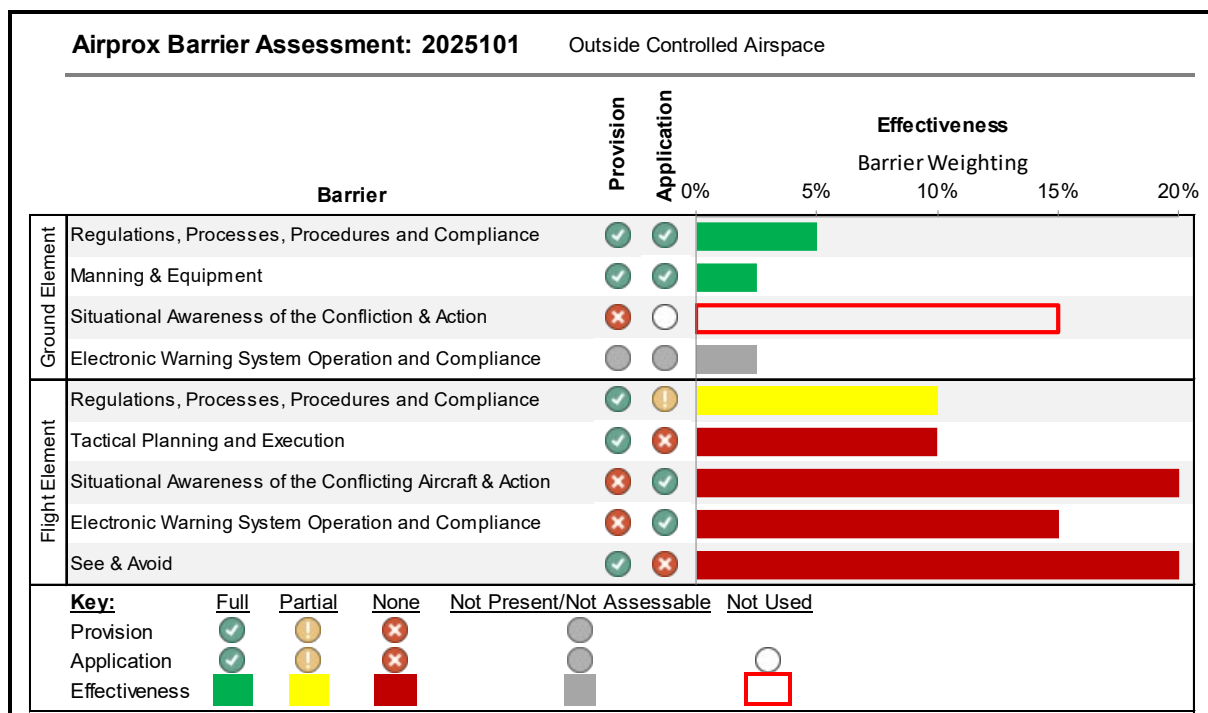 Airprox Barrier Assessment: 2025101 Outside Controlled Airspace
Provision
Application
Effectiveness
Barrier Weighting
Barrier
0% 5% 10% 15% 20%
Ground Element
Regulations, Processes, Procedures and Compliance
Manning & Equipment
Situational Awareness of the Confliction & Action
Electronic Warning System Operation and Compliance
Flight Element
Regulations, Processes, Procedures and Compliance
Tactical Planning and Execution
Situational Awareness of the Conflicting Aircraft & Action
Electronic Warning System Operation and Compliance
See & Avoid
Key: Full Partial None Not Present/Not Assessable Not Used
Provision
Application
Effectiveness